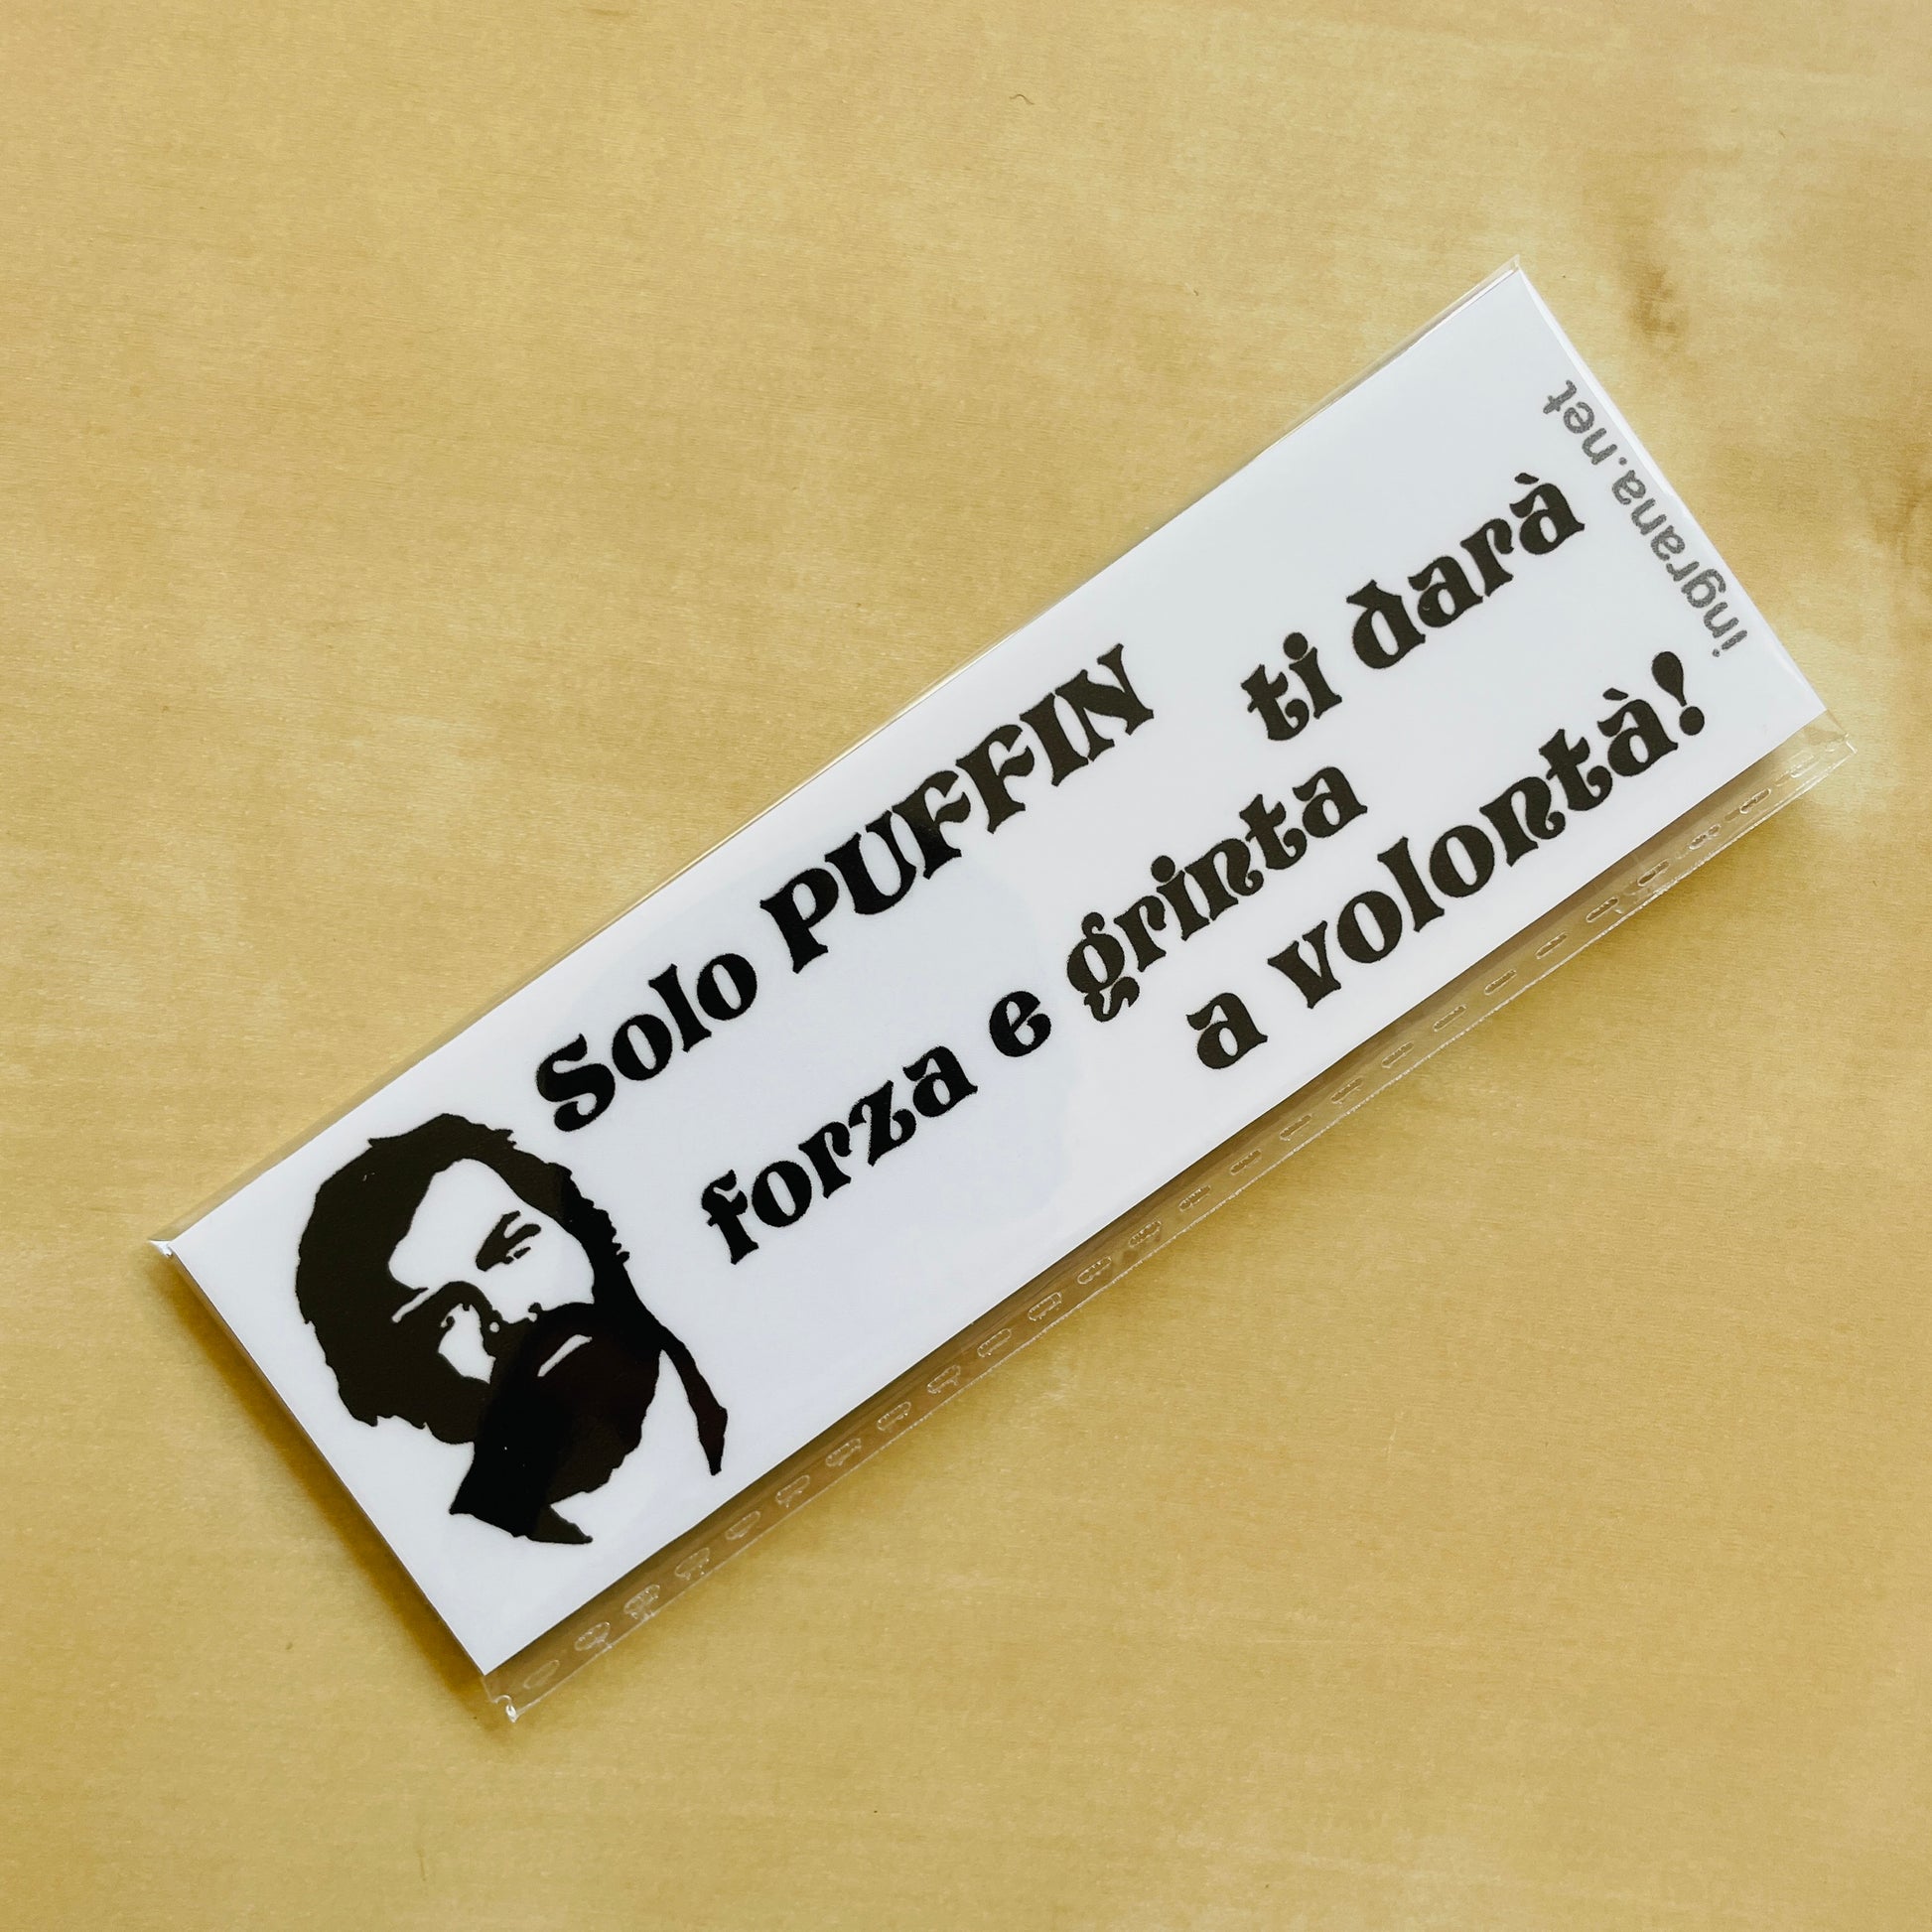 Solo PUFFIN
ti darà
forza e grinta
a volontà!
ingrana.net